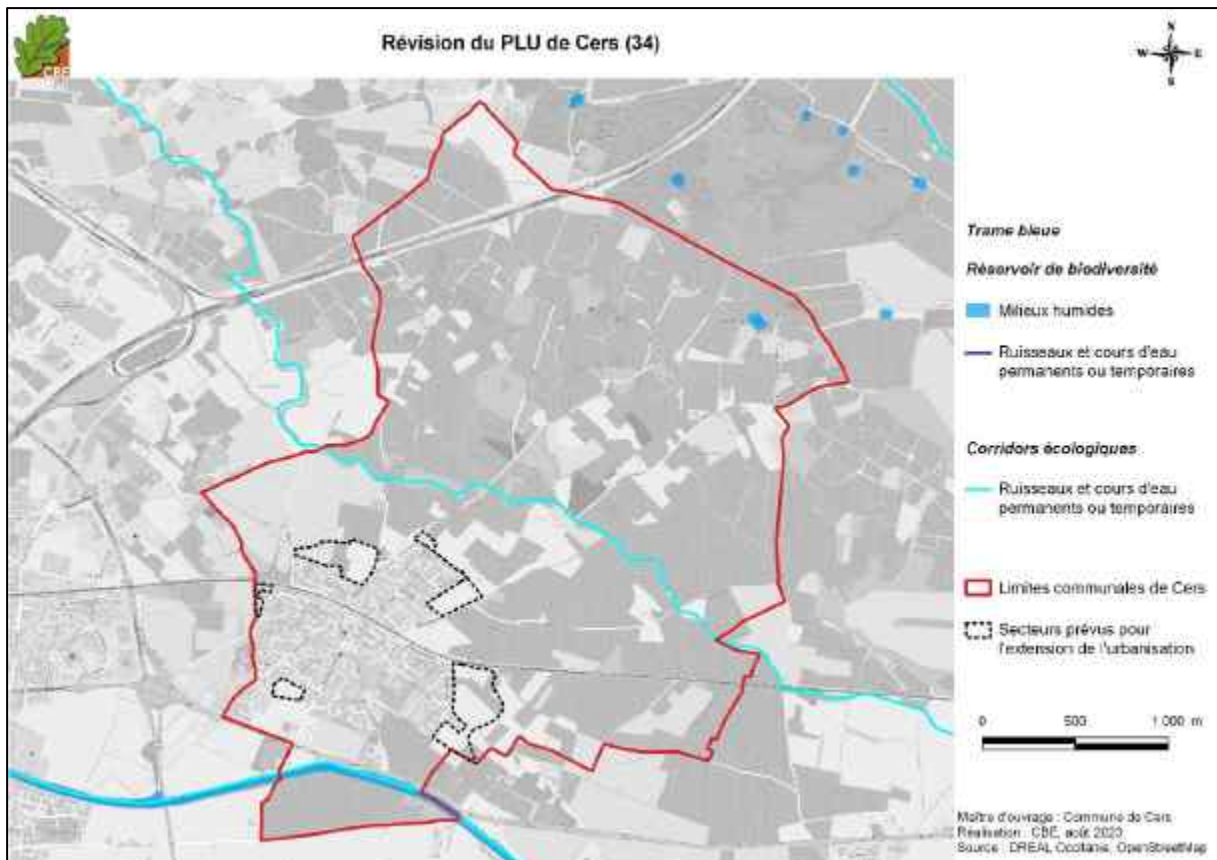 Révision du PLU de Cers (34)
CBE
N
W
E
S
Trame bleue
Réservoir de biodiversité
Milieux humides
Ruisseaux et cours d'eau
permanents ou temporaires
Corridors écologiques
Ruisseaux et cours d'eau
permanents ou temporaires
Limites communales de Cers
Secteurs prévus pour
l'extension de l'urbanisation
0
500
1 000 m
Maître d'ouvrage : Commune de Cers
Réalisation : CBE, août 2023
Source : DREAL Occitanie, OpenStreetMap